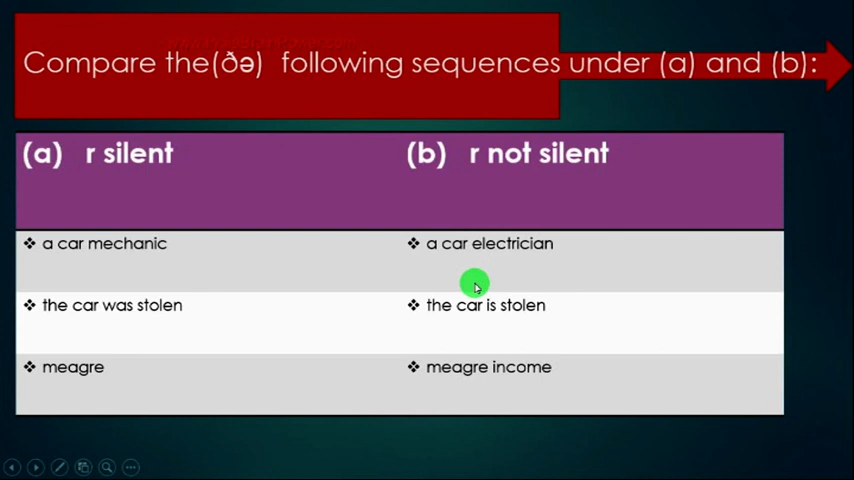 Compare the(ðə) following sequences under (a) and (b):
(a) r silent
(b) r not silent
❖ a car mechanic
❖ a car electrician
❖ the car was stolen
❖ the car is stolen
❖ meagre
❖ meagre income